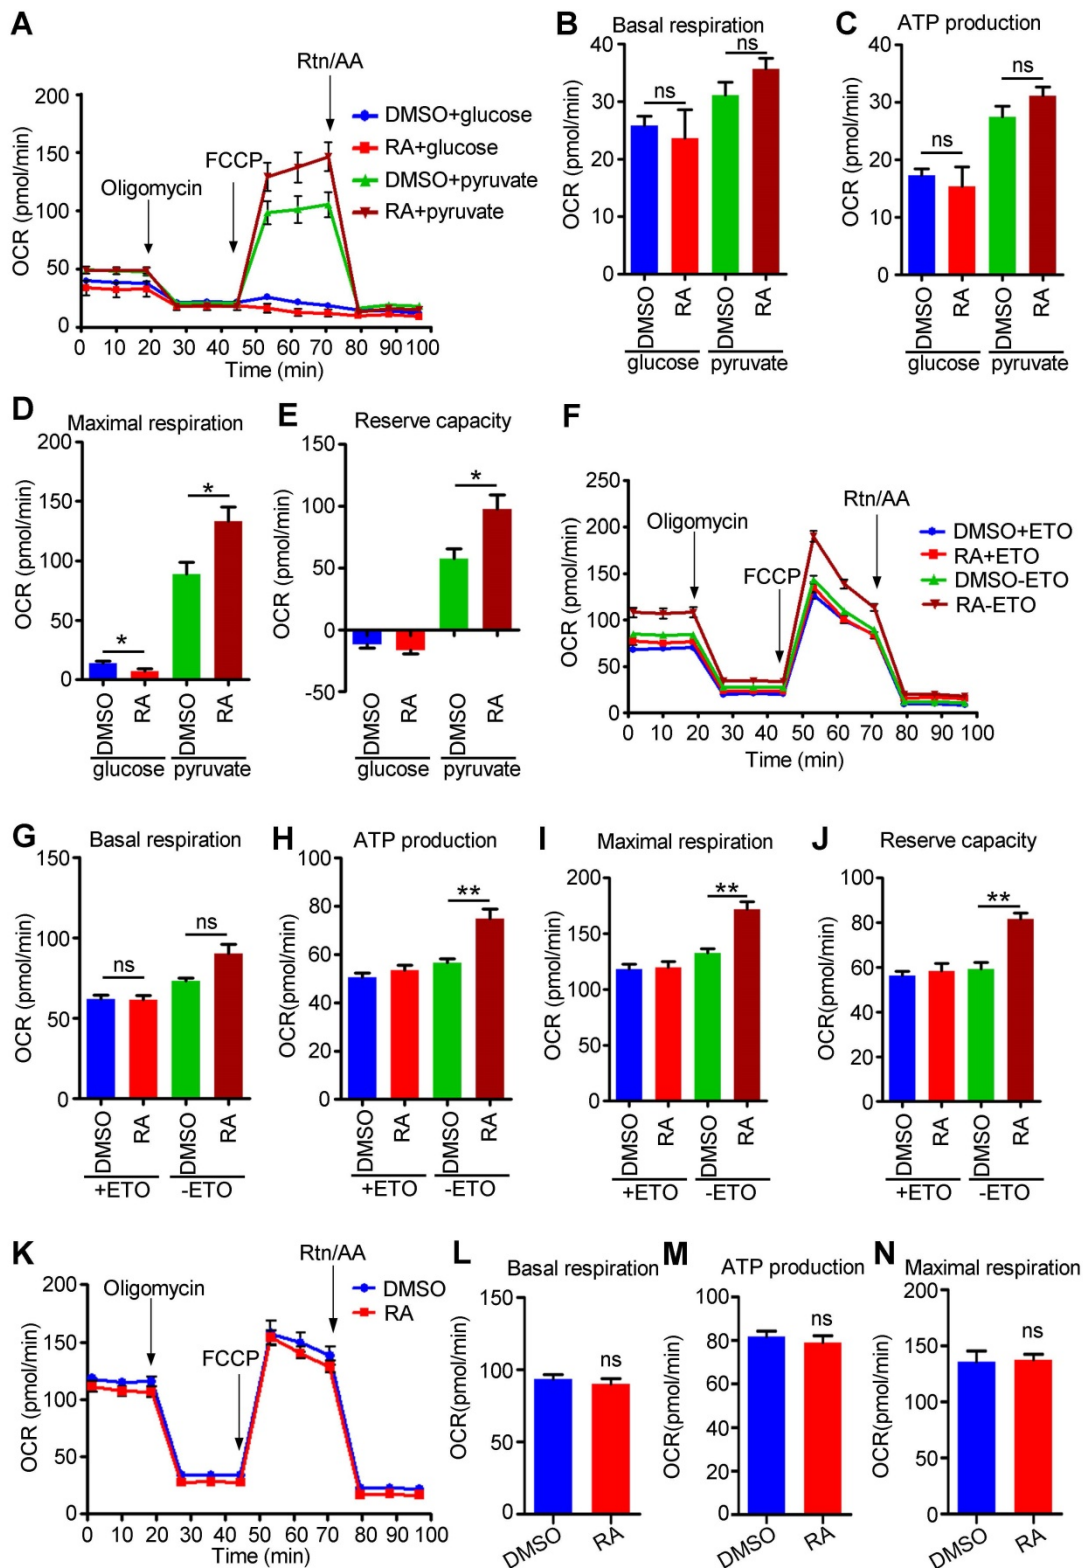 A
OCR (pmol/min)
200
150
100
50
0
Oligomycin
FCCP
Rtn/AA
DMSO+glucose
RA+glucose
DMSO+pyruvate
RA+pyruvate
0 10 20 30 40 50 60 70 80 90 100
Time (min)
B
Basal respiration
OCR (pmol/min)
40
30
20
10
0
ns
ns
DMSO RA DMSO RA
glucose pyruvate
C
ATP production
OCR (pmol/min)
40
30
20
10
0
ns
ns
DMSO RA DMSO RA
glucose pyruvate
D
Maximal respiration
OCR (pmol/min)
200
150
100
50
0
*
*
DMSO RA DMSO RA
glucose pyruvate
E
Reserve capacity
OCR (pmol/min)
150
100
50
0
-50
*
DMSO RA DMSO RA
glucose pyruvate
F
OCR (pmol/min)
250
200
150
100
50
0
Oligomycin
FCCP
Rtn/AA
DMSO+ETO
RA+ETO
DMSO-ETO
RA-ETO
0 10 20 30 40 50 60 70 80 90 100
Time (min)
G
Basal respiration
OCR (pmol/min)
150
100
50
0
ns
ns
DMSO RA DMSO RA
+ETO -ETO
H
ATP production
OCR(pmol/min)
100
80
60
40
20
0
**
DMSO RA DMSO RA
+ETO -ETO
I
Maximal respiration
OCR (pmol/min)
200
150
100
50
0
**
DMSO RA DMSO RA
+ETO -ETO
J
Reserve capacity
OCR(pmol/min)
100
80
60
40
20
0
**
DMSO RA DMSO RA
+ETO -ETO
K
OCR (pmol/min)
200
150
100
50
0
Oligomycin
FCCP
Rtn/AA
DMSO
RA
0 10 20 30 40 50 60 70 80 90 100
Time (min)
L
Basal respiration
OCR(pmol/min)
150
100
50
0
ns
DMSO RA
M
ATP production
OCR(pmol/min)
100
80
60
40
20
0
ns
DMSO RA
N
Maximal respiration
OCR(pmol/min)
200
150
100
50
0
ns
DMSO RA